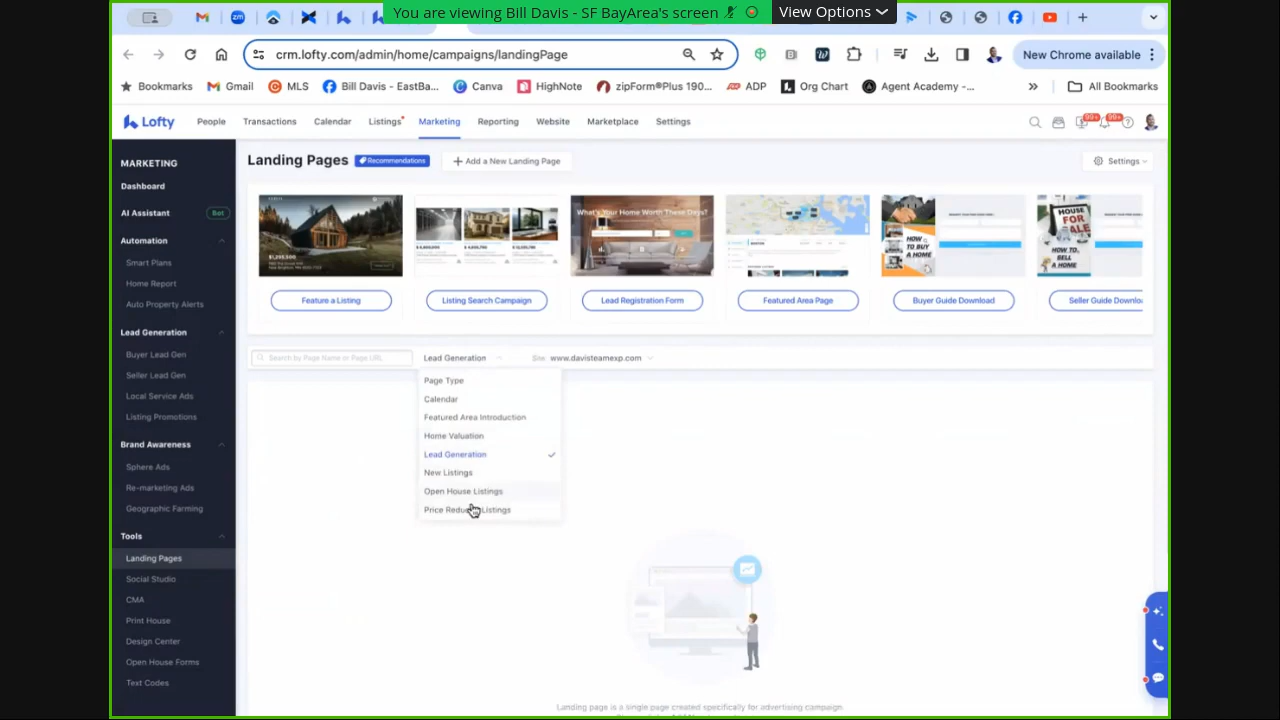 You are viewing Bill Davis - SF BayArea's screen
View Options
crm.lofty.com/admin/home/campaigns/landingPage
New Chrome available
Bookmarks
Gmail
MLS
Bill Davis - EastBa...
Canva
HighNote
zipForm®Plus 190...
ADP
Org Chart
Agent Academy -...
All Bookmarks
Lofty
People
Transactions
Calendar
Listings
Marketing
Reporting
Website
Marketplace
Settings
99+
99+
MARKETING
Dashboard
AI Assistant
Bot
Automation
Smart Plans
Home Report
Auto Property Alerts
Lead Generation
Buyer Lead Gen
Seller Lead Gen
Local Service Ads
Listing Promotions
Brand Awareness
Sphere Ads
Re-marketing Ads
Geographic Farming
Tools
Landing Pages
Social Studio
CMA
Print House
Design Center
Open House Forms
Text Codes
Landing Pages
Recommendations
+ Add a New Landing Page
Settings
What's Your Home Worth These Days?
HOW TO BUY A HOME
HOUSE FOR SALE
HOW TO SELL A HOME
Feature a Listing
Listing Search Campaign
Lead Registration Form
Featured Area Page
Buyer Guide Download
Seller Guide Downlo
Search by Page Name or Page URL
Lead Generation
Site www.davisteamexp.com
Page Type
Calendar
Featured Area Introduction
Home Valuation
Lead Generation
New Listings
Open House Listings
Price Reduced Listings
Landing page is a single page created specifically for advertising campaign.